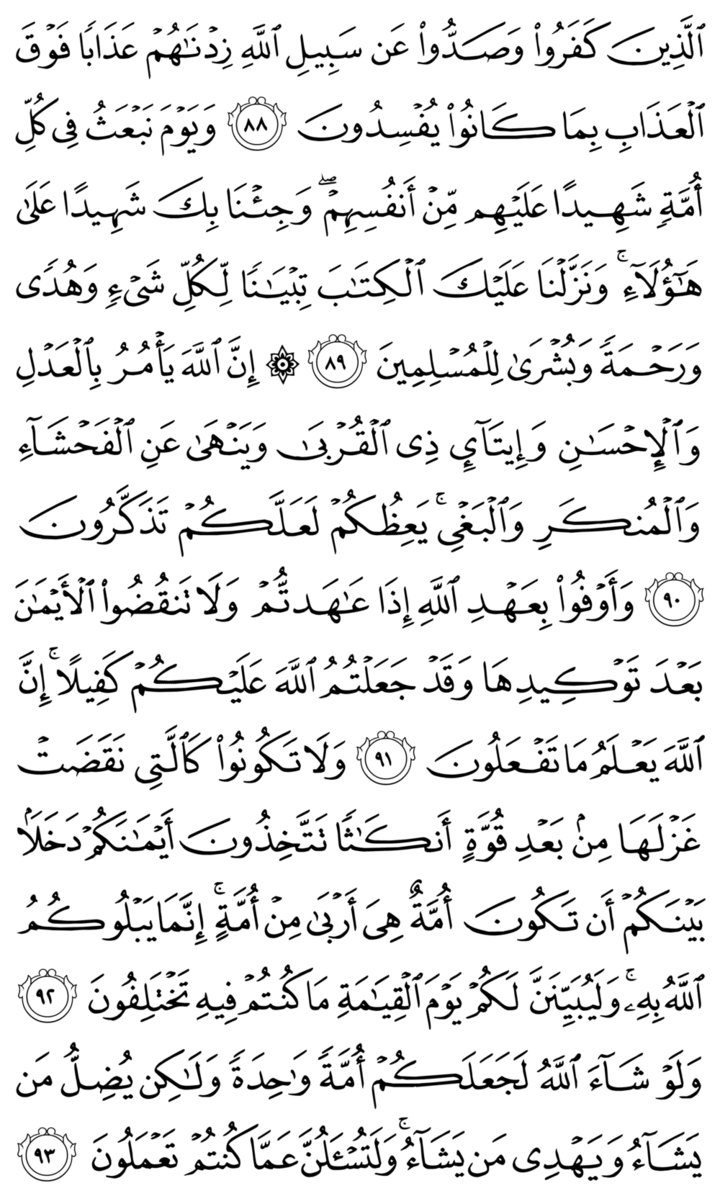 ٱلَّذِينَ كَفَرُوا۟ وَصَدُّوا۟ عَن سَبِيلِ ٱللَّهِ زِدْنَـٰهُمْ عَذَابًا فَوْقَ
ٱلْعَذَابِ بِمَا كَانُوا۟ يُفْسِدُونَ ٨٨ وَيَوْمَ نَبْعَثُ فِى كُلِّ
أُمَّةٍ شَهِيدًا عَلَيْهِم مِّنْ أَنفُسِهِمْ ۖ وَجِئْنَا بِكَ شَهِيدًا عَلَىٰ
هَـٰٓؤُلَآءِ ۚ وَنَزَّلْنَا عَلَيْكَ ٱلْكِتَـٰبَ تِبْيَـٰنًا لِّكُلِّ شَىْءٍ وَهُدًى
وَرَحْمَةً وَبُشْرَىٰ لِلْمُسْلِمِينَ ٨٩ ۞ إِنَّ ٱللَّهَ يَأْمُرُ بِٱلْعَدْلِ
وَٱلْإِحْسَـٰنِ وَإِيتَآئِ ذِى ٱلْقُرْبَىٰ وَيَنْهَىٰ عَنِ ٱلْفَحْشَآءِ
وَٱلْمُنكَرِ وَٱلْبَغْىِ ۚ يَعِظُكُمْ لَعَلَّكُمْ تَذَكَّرُونَ
٩٠ وَأَوْفُوا۟ بِعَهْدِ ٱللَّهِ إِذَا عَـٰهَدتُّمْ وَلَا تَنقُضُوا۟ ٱلْأَيْمَـٰنَ
بَعْدَ تَوْكِيدِهَا وَقَدْ جَعَلْتُمُ ٱللَّهَ عَلَيْكُمْ كَفِيلًا ۚ إِنَّ
ٱللَّهَ يَعْلَمُ مَا تَفْعَلُونَ ٩١ وَلَا تَكُونُوا۟ كَٱلَّتِى نَقَضَتْ
غَزْلَهَا مِنۢ بَعْدِ قُوَّةٍ أَنكَـٰثًا تَتَّخِذُونَ أَيْمَـٰنَكُمْ دَخَلًۢا
بَيْنَكُمْ أَن تَكُونَ أُمَّةٌ هِىَ أَرْبَىٰ مِنْ أُمَّةٍ ۚ إِنَّمَا يَبْلُوكُمُ
ٱللَّهُ بِهِۦ ۚ وَلَيُبَيِّنَنَّ لَكُمْ يَوْمَ ٱلْقِيَـٰمَةِ مَا كُنتُمْ فِيهِ تَخْتَلِفُونَ ٩٢
وَلَوْ شَآءَ ٱللَّهُ لَجَعَلَكُمْ أُمَّةً وَٰحِدَةً وَلَـٰكِن يُضِلُّ مَن
يَشَآءُ وَيَهْدِى مَن يَشَآءُ ۚ وَلَتُسْـَٔلُنَّ عَمَّا كُنتُمْ تَعْمَلُونَ ٩٣